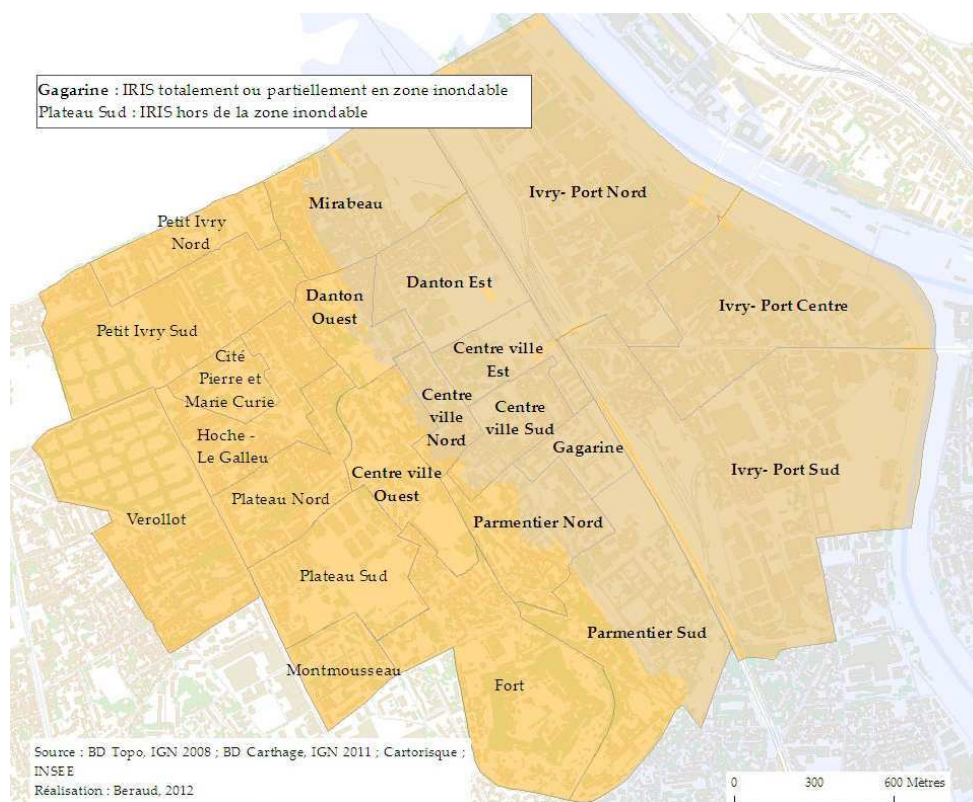 Gagarine : IRIS totalement ou partiellement en zone inondable
Plateau Sud : IRIS hors de la zone inondable
Ivry- Port Nord
Mirabeau
Petit Ivry
Nord
Danton Est
Danton
Ouest
Ivry- Port Centre
Petit Ivry Sud
Centre ville
Est
Cité
Pierre et
Marie Curie
Centre
ville
Nord
Centre
ville Sud
Hoche -
Le Galleu
Gagarine
Centre ville
Ouest
Ivry- Port Sud
Plateau Nord
Verollot
Parmentier Nord
Plateau Sud
Parmentier Sud
Montmousseau
Fort
Source : BD Topo, IGN 2008 ; BD Carthage, IGN 2011 ; Cartorisque ;
INSEE
Réalisation : Beraud, 2012
0 300 600 Mètres